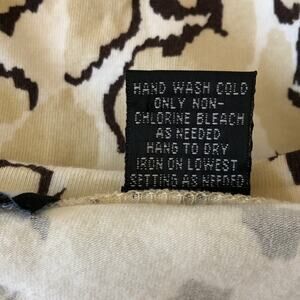 HAND WASH COLD
ONLY NON-
CHLORINE BLEACH
AS NEEDED
HANG TO DRY
IRON ON LOWEST
SETTING AS NEEDED